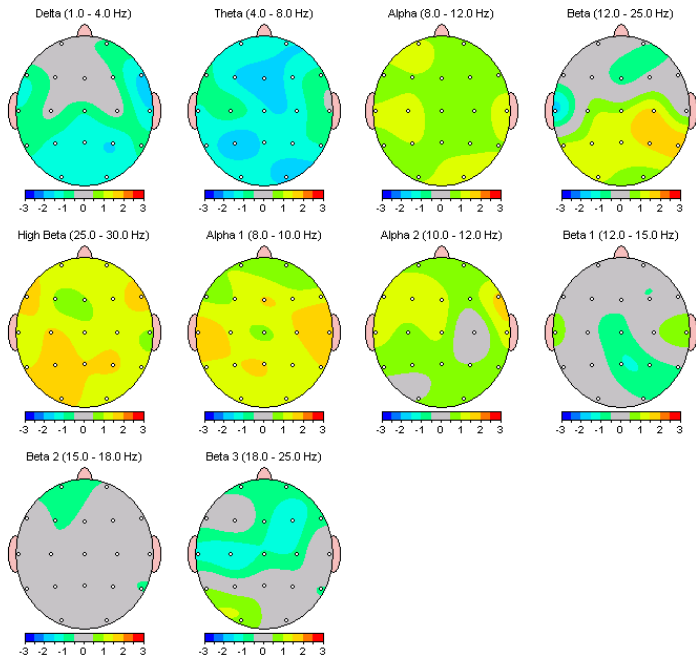 Delta (1.0 - 4.0 Hz) Theta (4.0 - 8.0 Hz) Alpha (8.0 - 12.0 Hz) Beta (12.0 - 25.0 Hz)
-3 -2 -1 0 1 2 3 -3 -2 -1 0 1 2 3 -3 -2 -1 0 1 2 3 -3 -2 -1 0 1 2 3
High Beta (25.0 - 30.0 Hz) Alpha 1 (8.0 - 10.0 Hz) Alpha 2 (10.0 - 12.0 Hz) Beta 1 (12.0 - 15.0 Hz)
-3 -2 -1 0 1 2 3 -3 -2 -1 0 1 2 3 -3 -2 -1 0 1 2 3 -3 -2 -1 0 1 2 3
Beta 2 (15.0 - 18.0 Hz) Beta 3 (18.0 - 25.0 Hz)
-3 -2 -1 0 1 2 3 -3 -2 -1 0 1 2 3